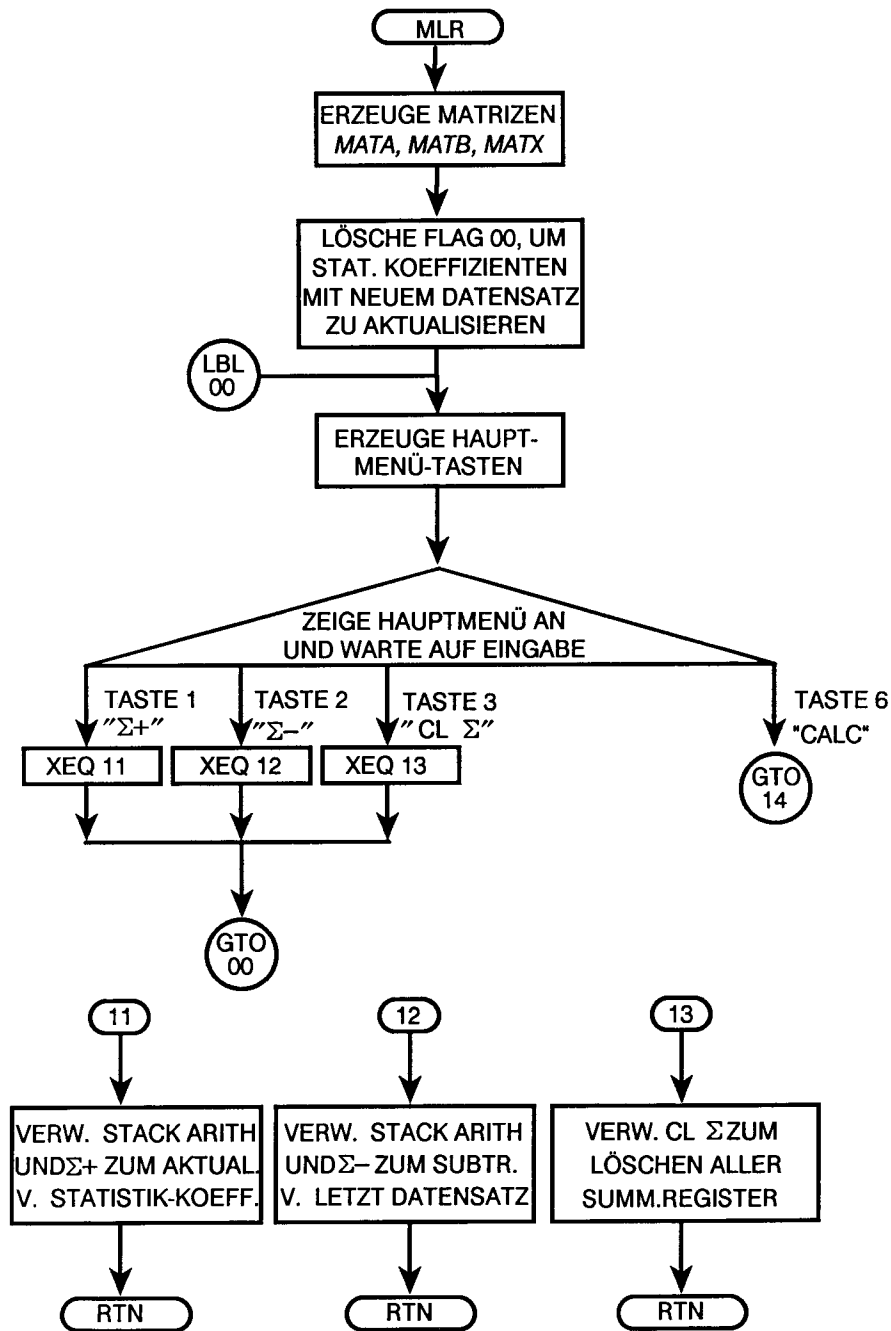 MLR
ERZEUGE MATRIZEN
MATA, MATB, MATX
LÖSCHE FLAG 00, UM
STAT. KOEFFIZIENTEN
MIT NEUEM DATENSATZ
ZU AKTUALISIEREN
LBL
00
ERZEUGE HAUPT-
MENÜ-TASTEN
ZEIGE HAUPTMENÜ AN
UND WARTE AUF EINGABE
TASTE 1
"Σ+"
TASTE 2
"Σ−"
TASTE 3
"CL Σ"
TASTE 6
"CALC"
XEQ 11
XEQ 12
XEQ 13
GTO
14
GTO
00
11
VERW. STACK ARITH
UNDΣ+ ZUM AKTUAL.
V. STATISTIK-KOEFF.
RTN
12
VERW. STACK ARITH
UNDΣ− ZUM SUBTR.
V. LETZT DATENSATZ
RTN
13
VERW. CL ΣZUM
LÖSCHEN ALLER
SUMM.REGISTER
RTN